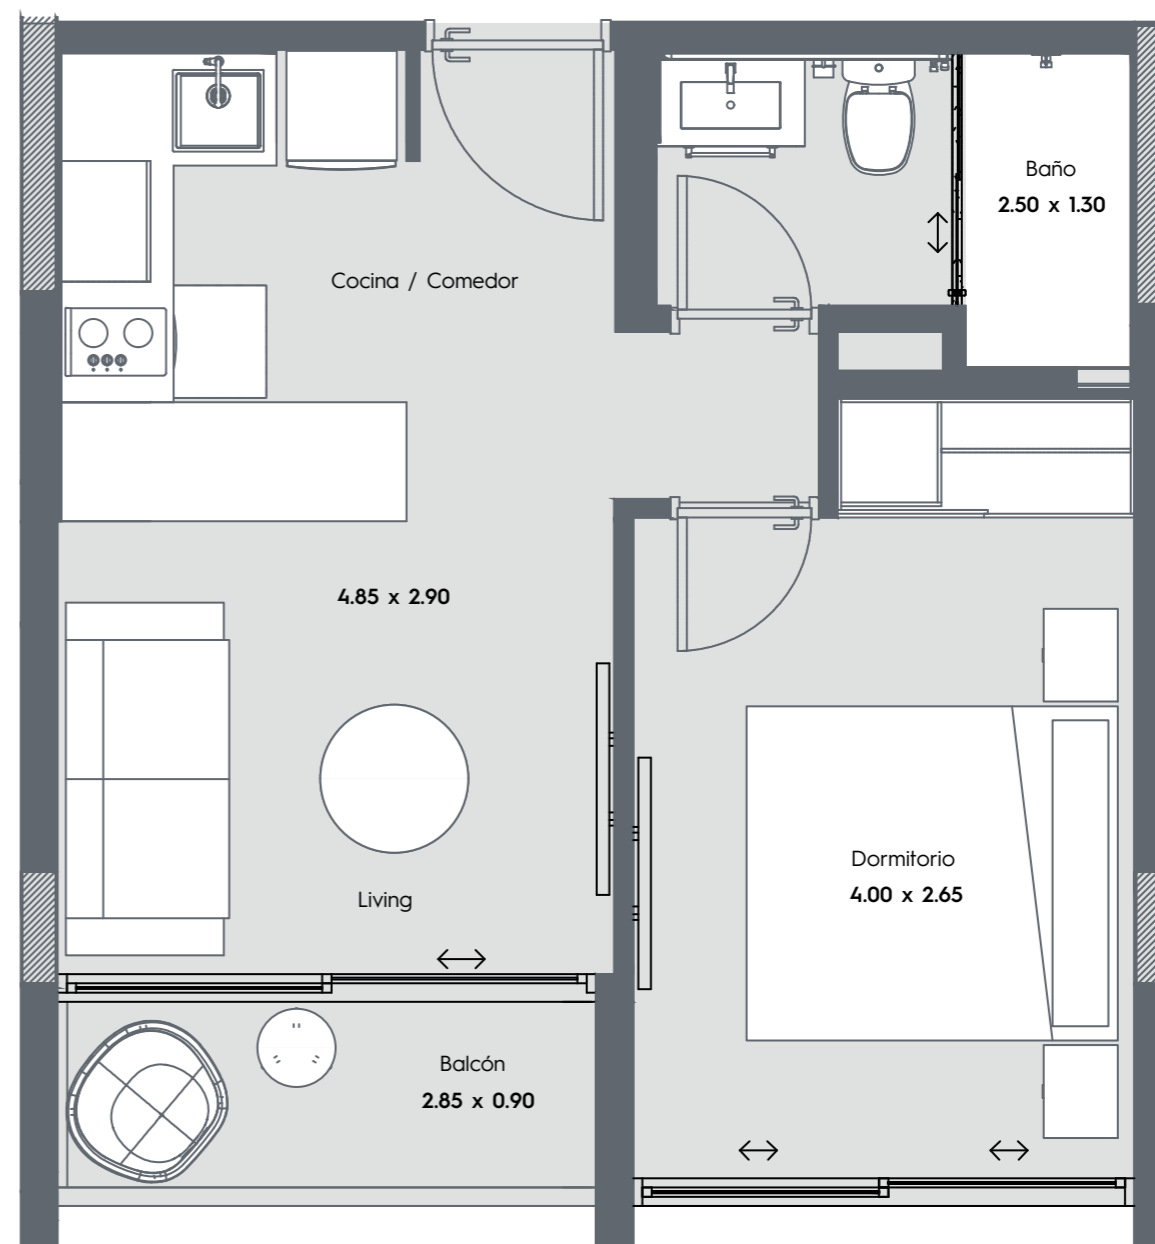 Baño
2.50 x 1.30
Cocina / Comedor
4.85 x 2.90
Dormitorio
4.00 x 2.65
Living
Balcón
2.85 x 0.90